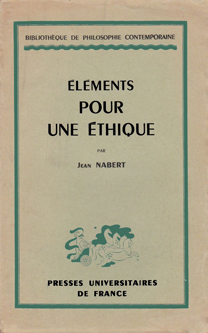 BIBLIOTHÈQUE DE PHILOSOPHIE CONTEMPORAINE
ÉLÉMENTS
POUR
UNE ÉTHIQUE
PAR
JEAN NABERT
PRESSES UNIVERSITAIRES
DE FRANCE